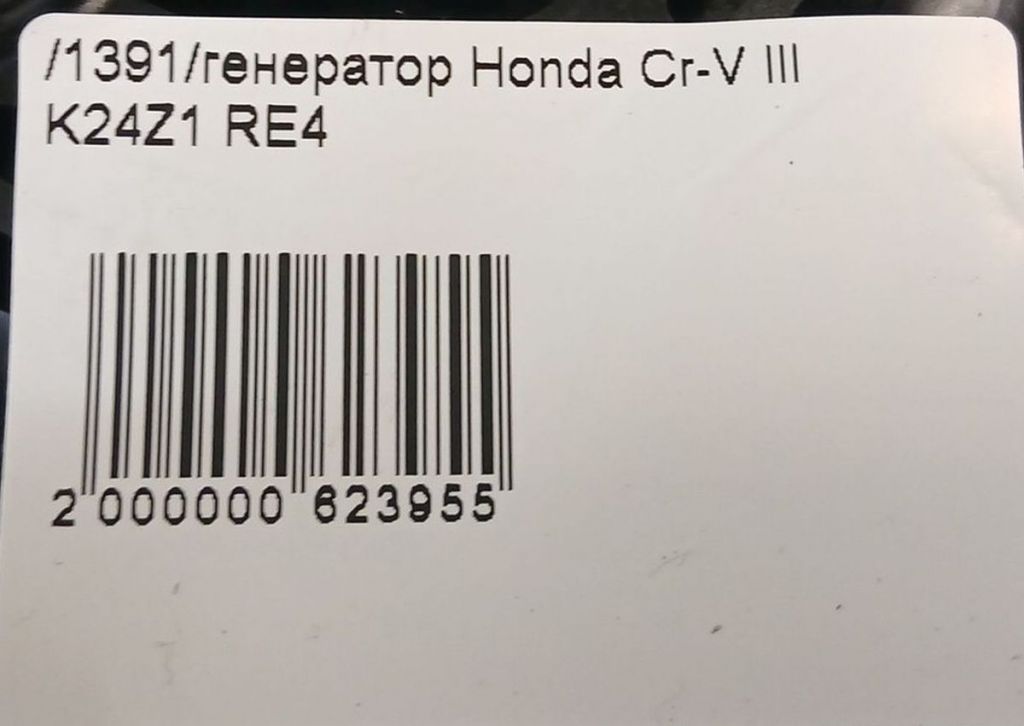 /1391/генератор Honda Cr-V III
K24Z1 RE4
2 000000 623955